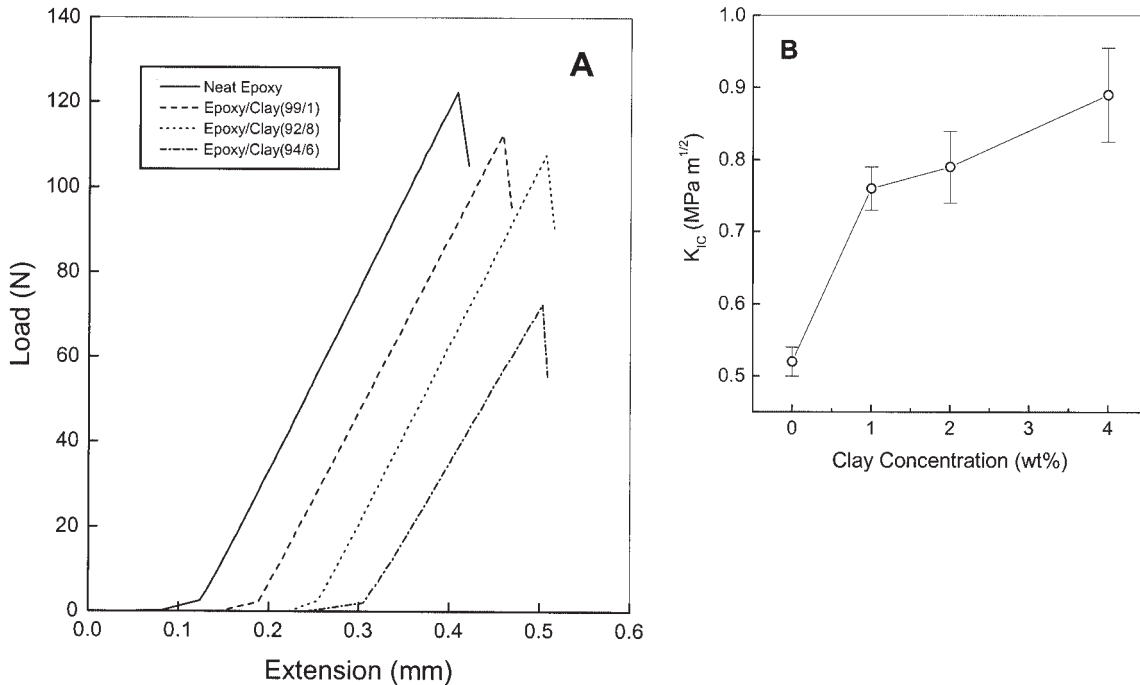 A
Neat Epoxy
Epoxy/Clay(99/1)
Epoxy/Clay(92/8)
Epoxy/Clay(94/6)
140
120
100
80
60
40
20
0
Load (N)
0.0 0.1 0.2 0.3 0.4 0.5 0.6
Extension (mm)
B
1.0
0.9
0.8
0.7
0.6
0.5
K_IC (MPa m^1/2)
0 1 2 3 4
Clay Concentration (wt%)